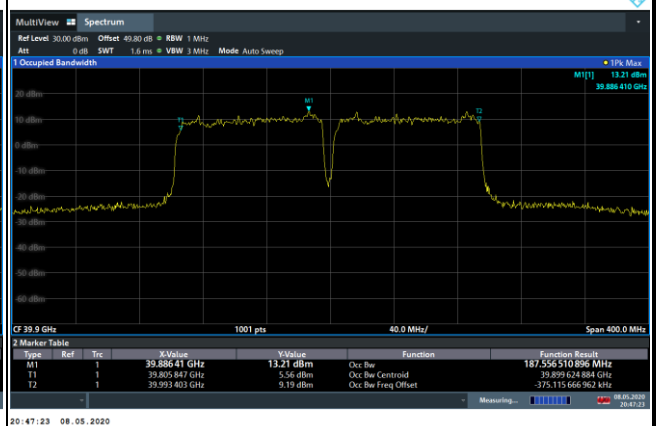 MultiView Spectrum
Ref Level 30.00 dBm Offset 49.80 dB RBW 1 MHz
Att 0 dB SWT 1.6 ms VBW 3 MHz Mode Auto Sweep
1 Occupied Bandwidth 1Pk Max
M1[1] 13.21 dBm
39.886 410 GHz
20 dBm
M1
T2
10 dBm
T1
0 dBm
-10 dBm
-20 dBm
-30 dBm
-40 dBm
-50 dBm
-60 dBm
CF 39.9 GHz 1001 pts 40.0 MHz/ Span 400.0 MHz
2 Marker Table
Type Ref Trc X-Value Y-Value Function Function Result
M1 1 39.886 41 GHz 13.21 dBm Occ Bw 187.556 510 896 MHz
T1 1 39.805 847 GHz 5.56 dBm Occ Bw Centroid 39.899 624 884 GHz
T2 1 39.993 403 GHz 9.19 dBm Occ Bw Freq Offset -375.115 666 962 kHz
Measuring... 08.05.2020
20:47:23
20:47:23 08.05.2020